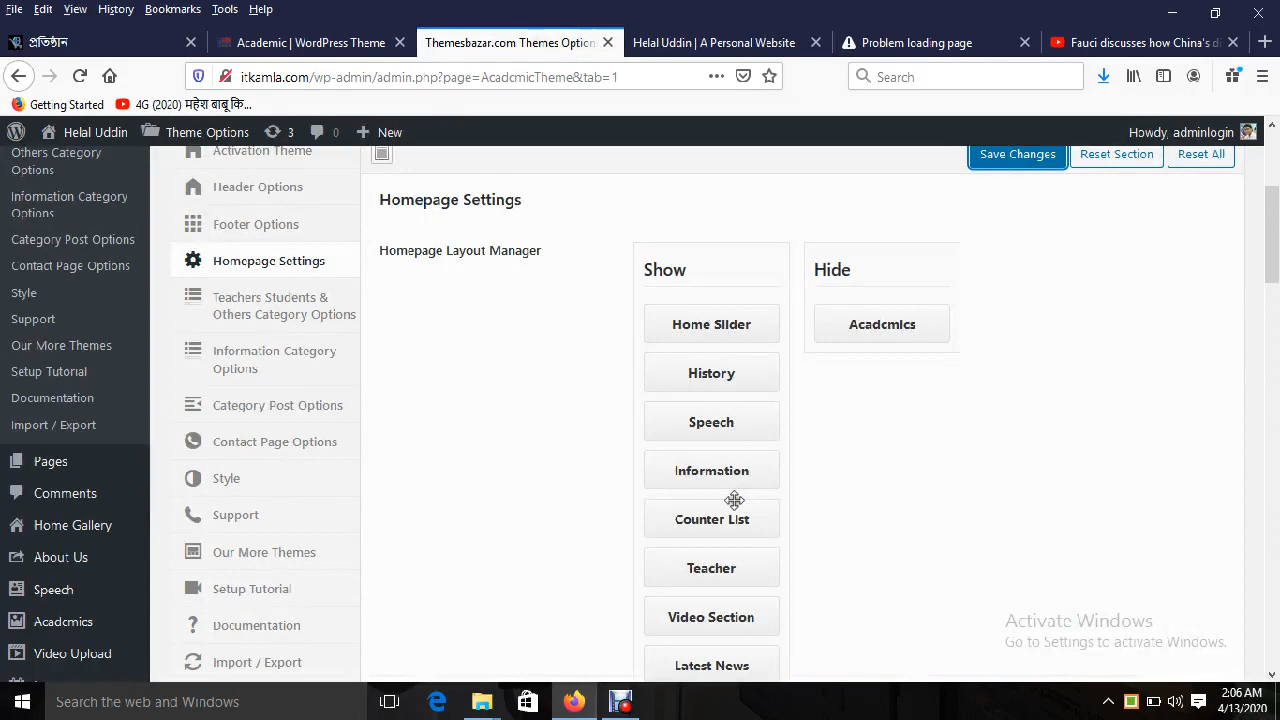 File Edit View History Bookmarks Tools Help
প্রতিষ্ঠান Academic | WordPress Theme Themesbazar.com Themes Option Helal Uddin | A Personal Website Problem loading page Fauci discusses how China's di
itkamla.com/wp-admin/admin.php?page=AcadcmicTheme&tab=1 Search
Getting Started 4G (2020) महेश बाबू कि...
Helal Uddin Theme Options 3 0 New Howdy, adminlogin
Others Category
Options
Information Category
Options
Category Post Options
Contact Page Options
Style
Support
Our More Themes
Setup Tutorial
Documentation
Import / Export
Pages
Comments
Home Gallery
About Us
Speech
Acadcmics
Video Upload
Activation Theme
Header Options
Footer Options
Homepage Settings
Teachers Students &
Others Category Options
Information Category
Options
Category Post Options
Contact Page Options
Style
Support
Our More Themes
Setup Tutorial
Documentation
Import / Export
Save Changes Reset Section Reset All
Homepage Settings
Homepage Layout Manager
Show
Home Slider
History
Speech
Information
Counter List
Teacher
Video Section
Latest News
Hide
Acadcmics
Activate Windows
Go to Settings to activate Windows.
Search the web and Windows
2:06 AM
4/13/2020